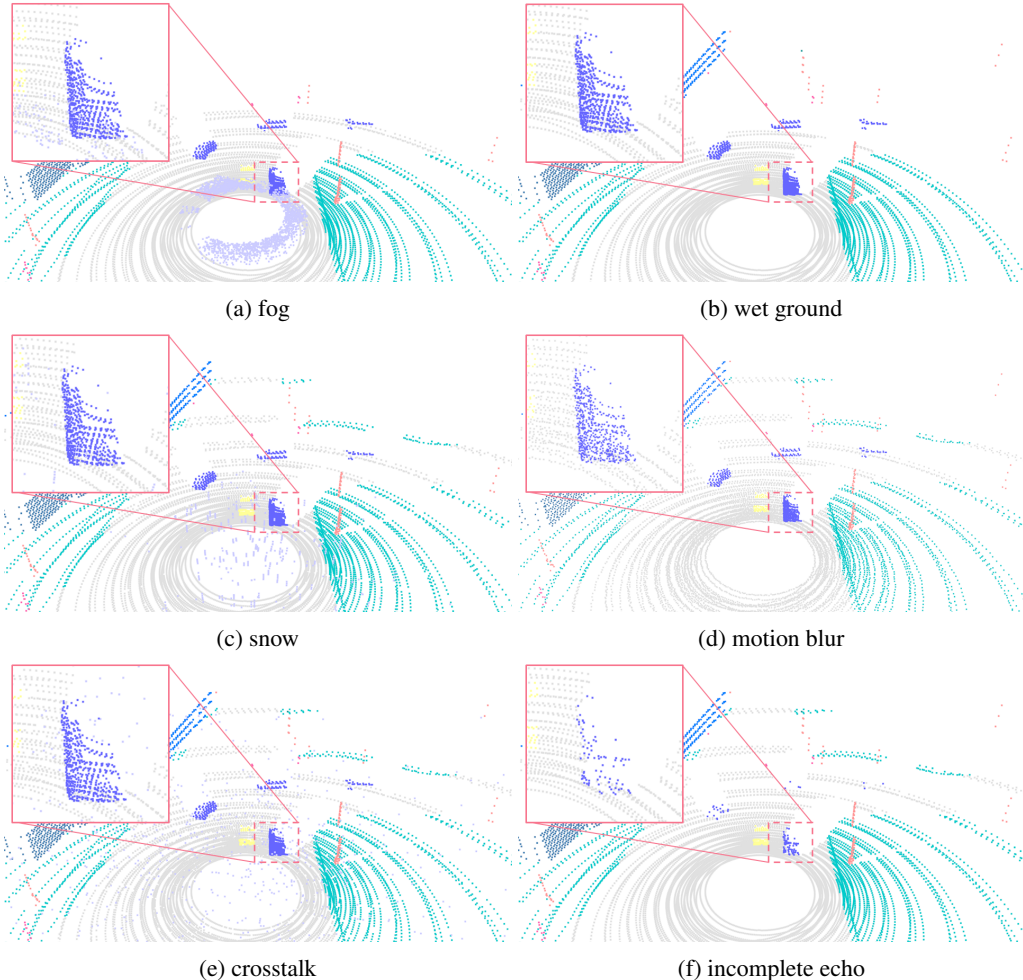 (a) fog
(b) wet ground
(c) snow
(d) motion blur
(e) crosstalk
(f) incomplete echo